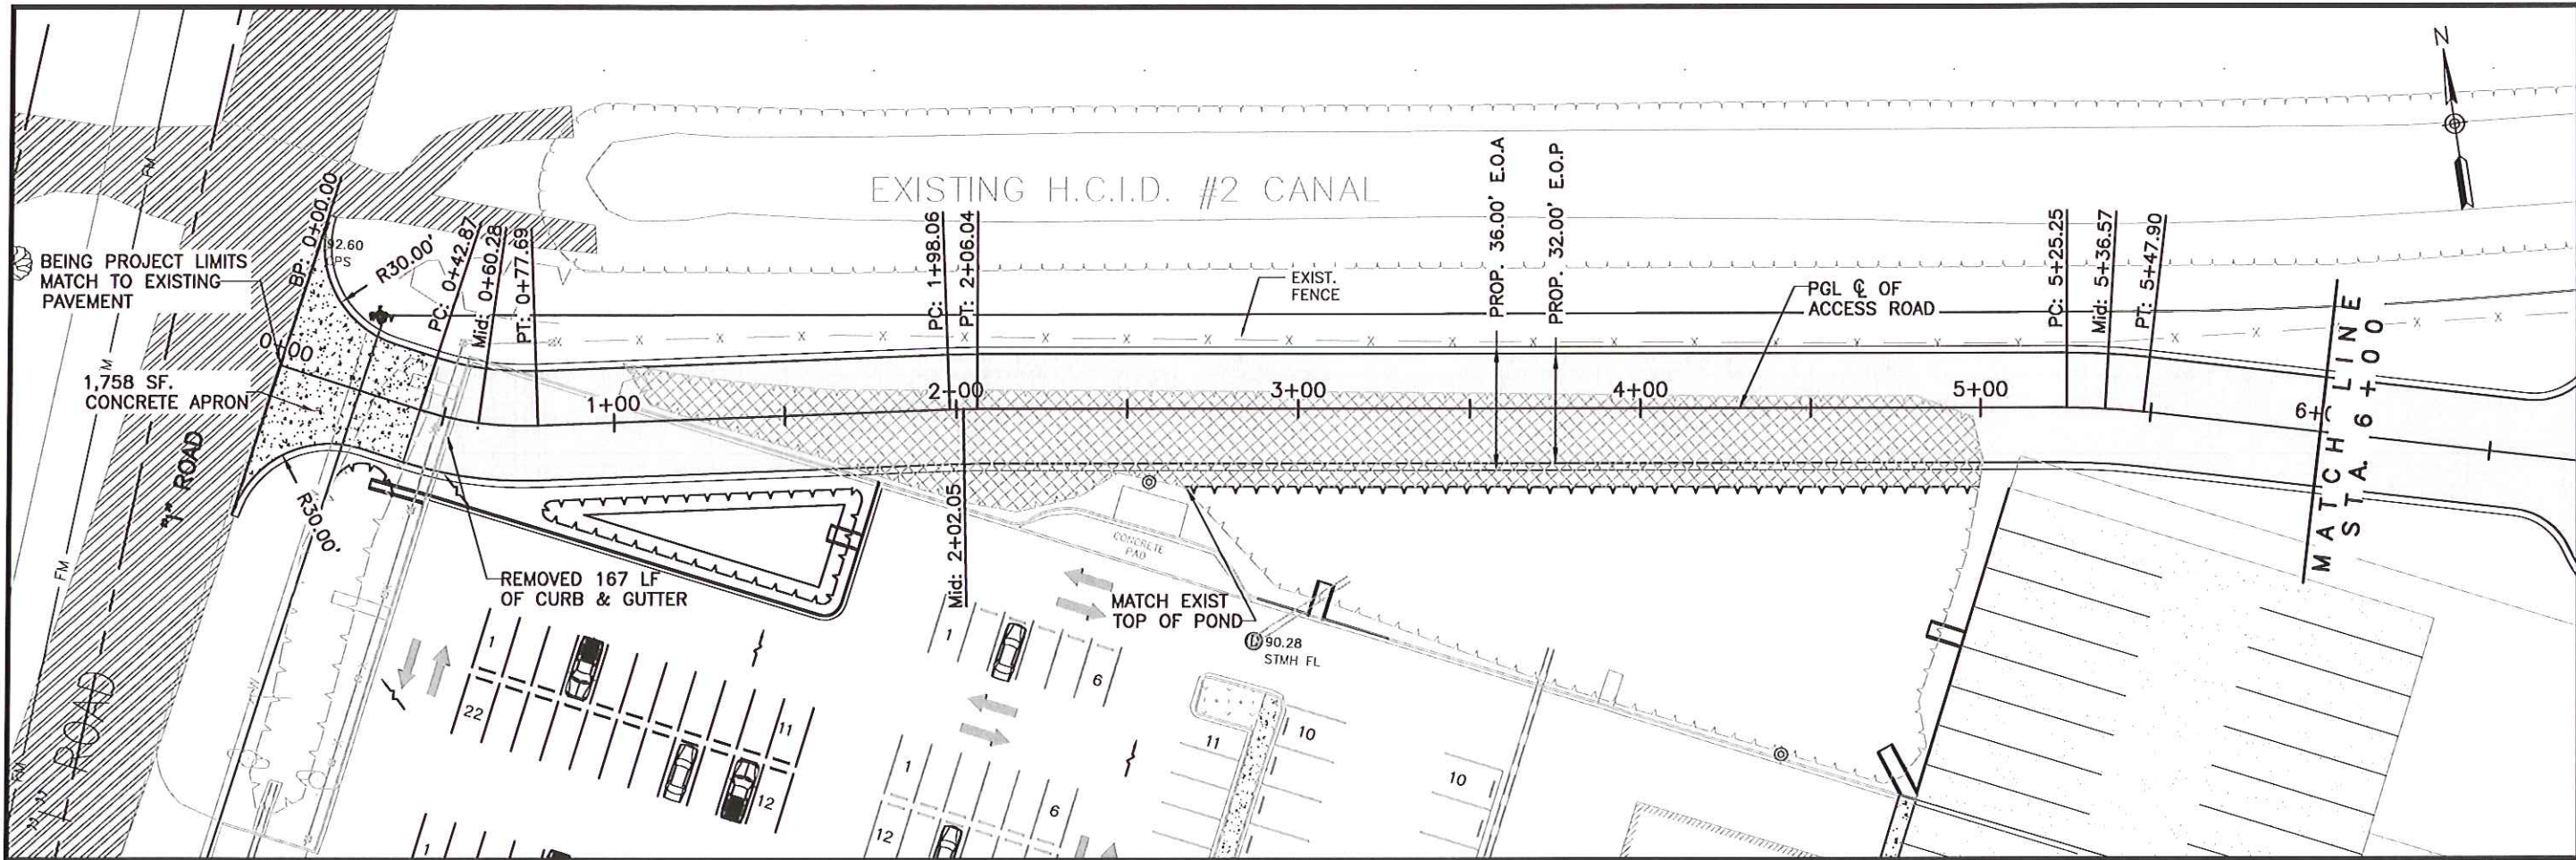 N
EXISTING H.C.I.D. #2 CANAL
FM
BP: 0+00.00
92.60
R30.00'
BEING PROJECT LIMITS
MATCH TO EXISTING
PAVEMENT
PC: 0+42.87
Mid: 0+60.28
PT: 0+77.69
PC: 1+98.06
PT: 2+06.04
EXIST.
FENCE
PROP. 36.00' E.O.A
PROP. 32.00' E.O.P
PGL ℄ OF
ACCESS ROAD
PC: 5+25.25
Mid: 5+36.57
PT: 5+47.90
MATCH LINE
STA. 6+00
0+00
1+00
2+00
3+00
4+00
5+00
6+0
1,758 SF.
CONCRETE APRON
"I" ROAD
R30.00'
FM
FM
FM
ROAD
REMOVED 167 LF
OF CURB & GUTTER
Mid: 2+02.05
CONCRETE
PAD
MATCH EXIST
TOP OF POND
90.28
STMH FL
1
22
11
12
1
6
1
12
6
11
10
10
1